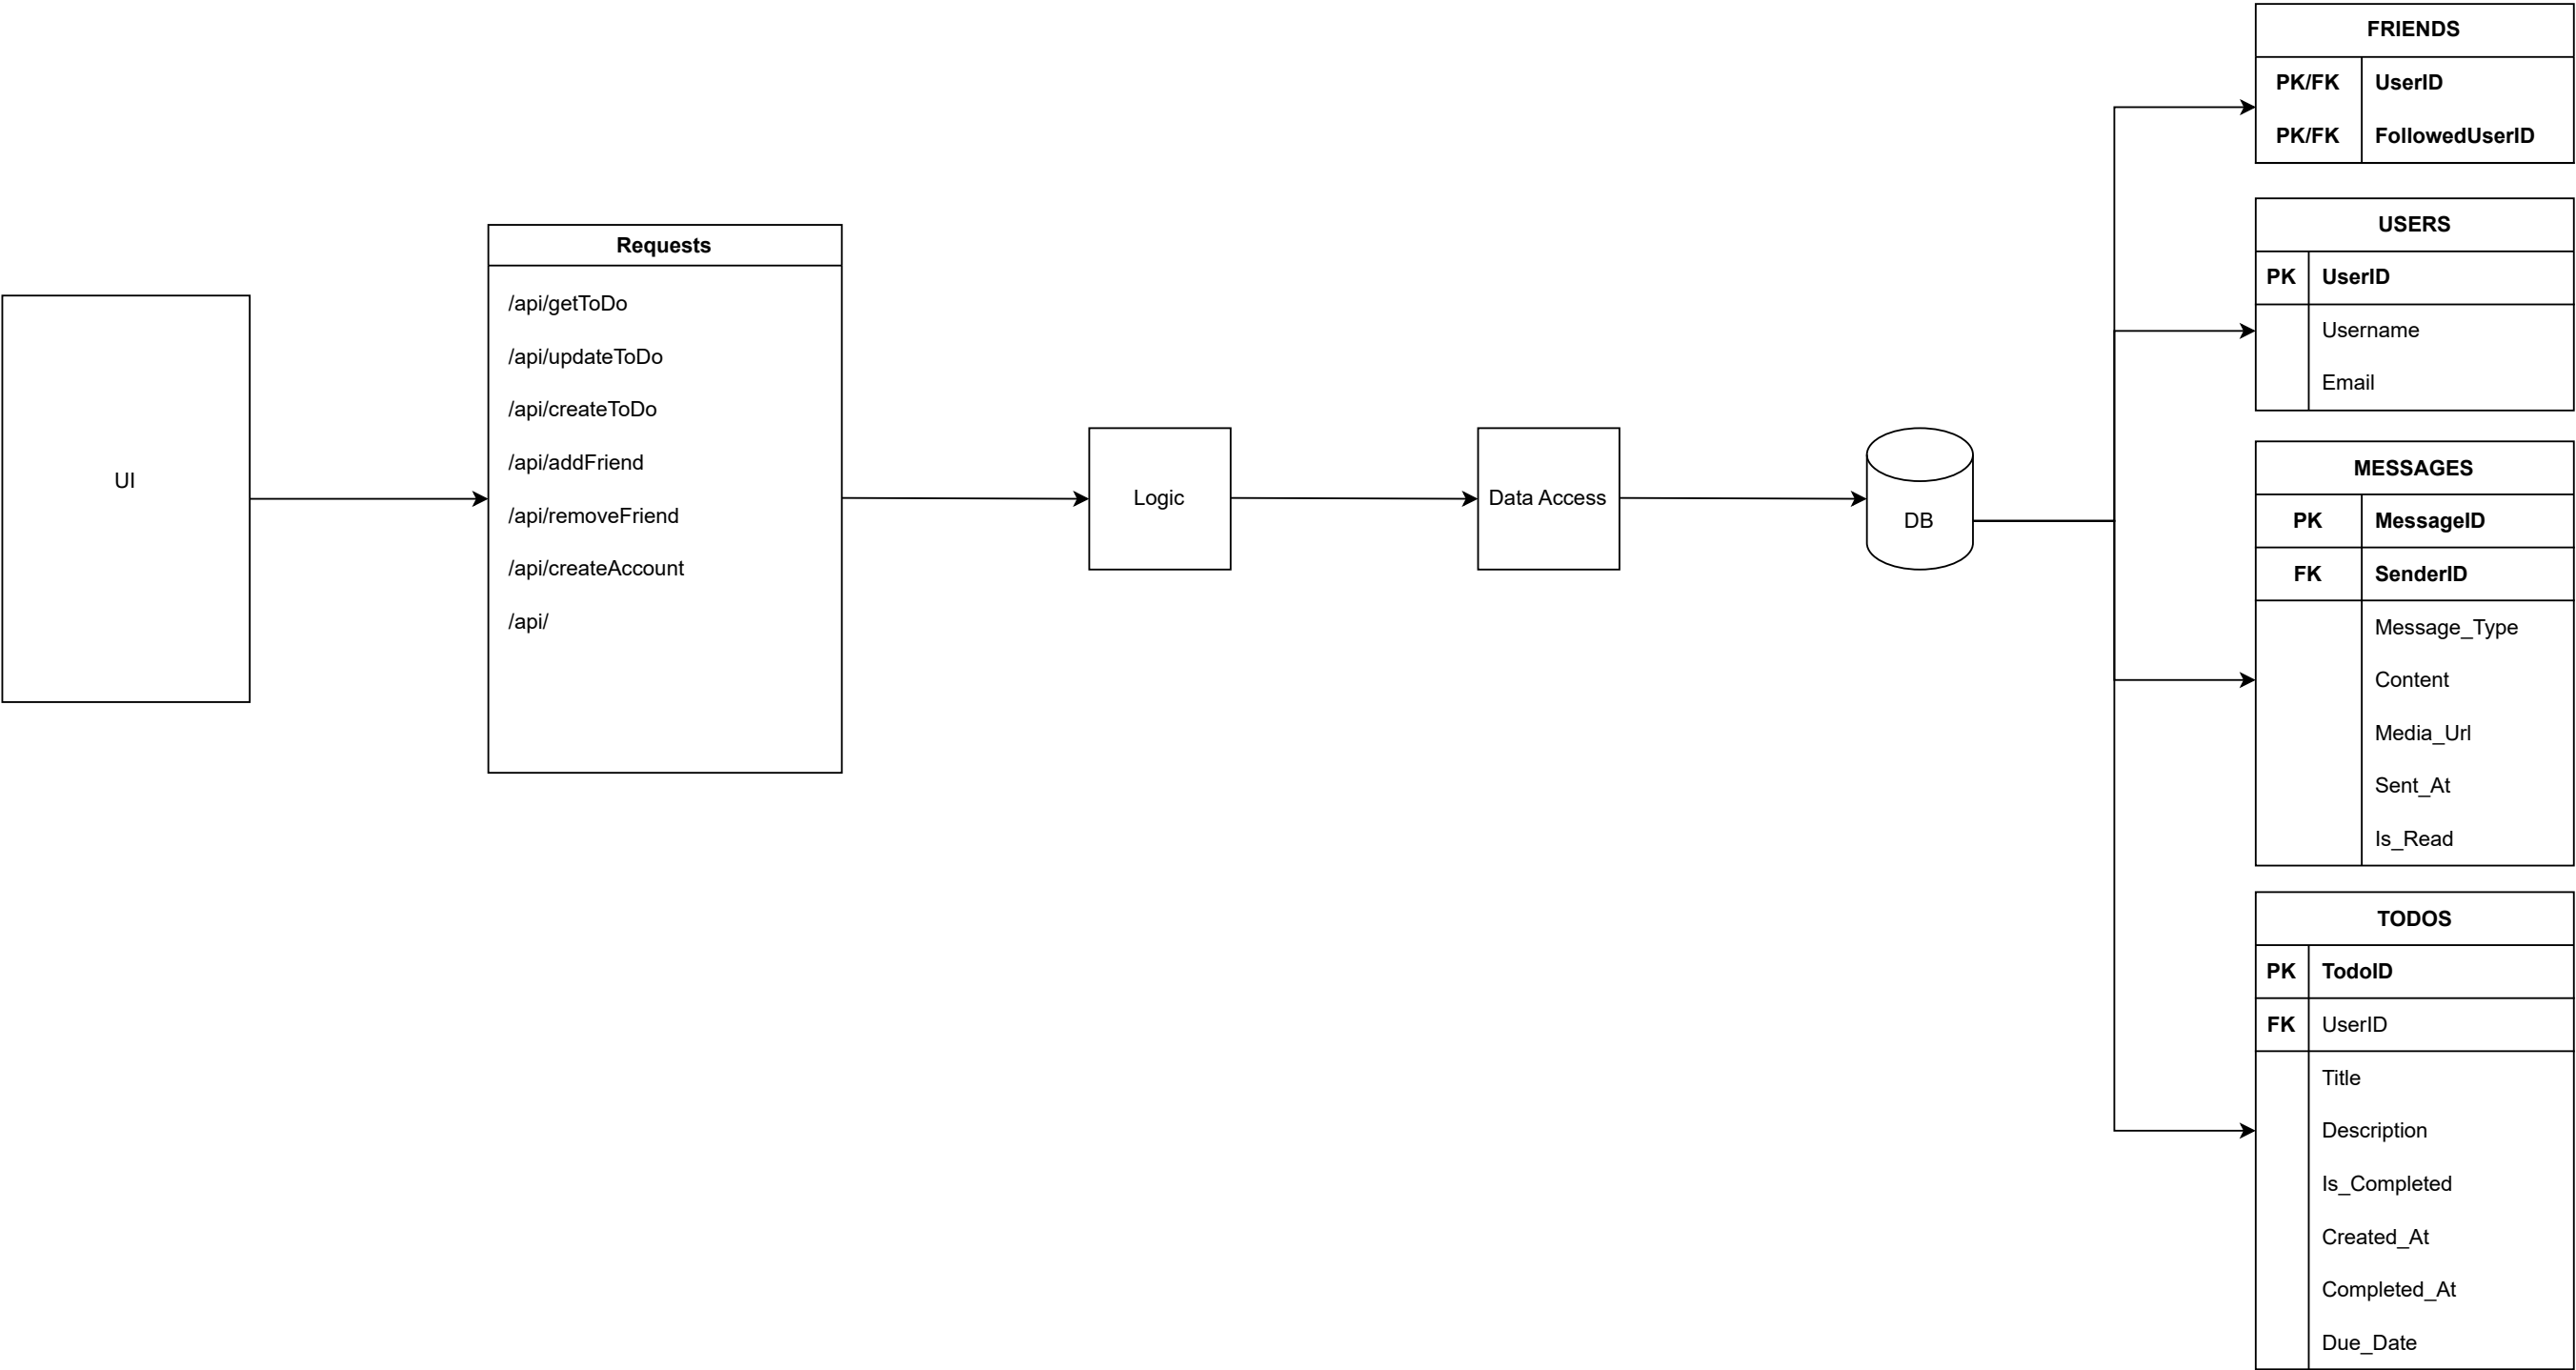 UI
Requests
/api/getToDo
/api/updateToDo
/api/createToDo
/api/addFriend
/api/removeFriend
/api/createAccount
/api/
Logic
Data Access
DB
FRIENDS
PK/FK UserID
PK/FK FollowedUserID
USERS
PK UserID
Username
Email
MESSAGES
PK MessageID
FK SenderID
Message_Type
Content
Media_Url
Sent_At
Is_Read
TODOS
PK TodoID
FK UserID
Title
Description
Is_Completed
Created_At
Completed_At
Due_Date